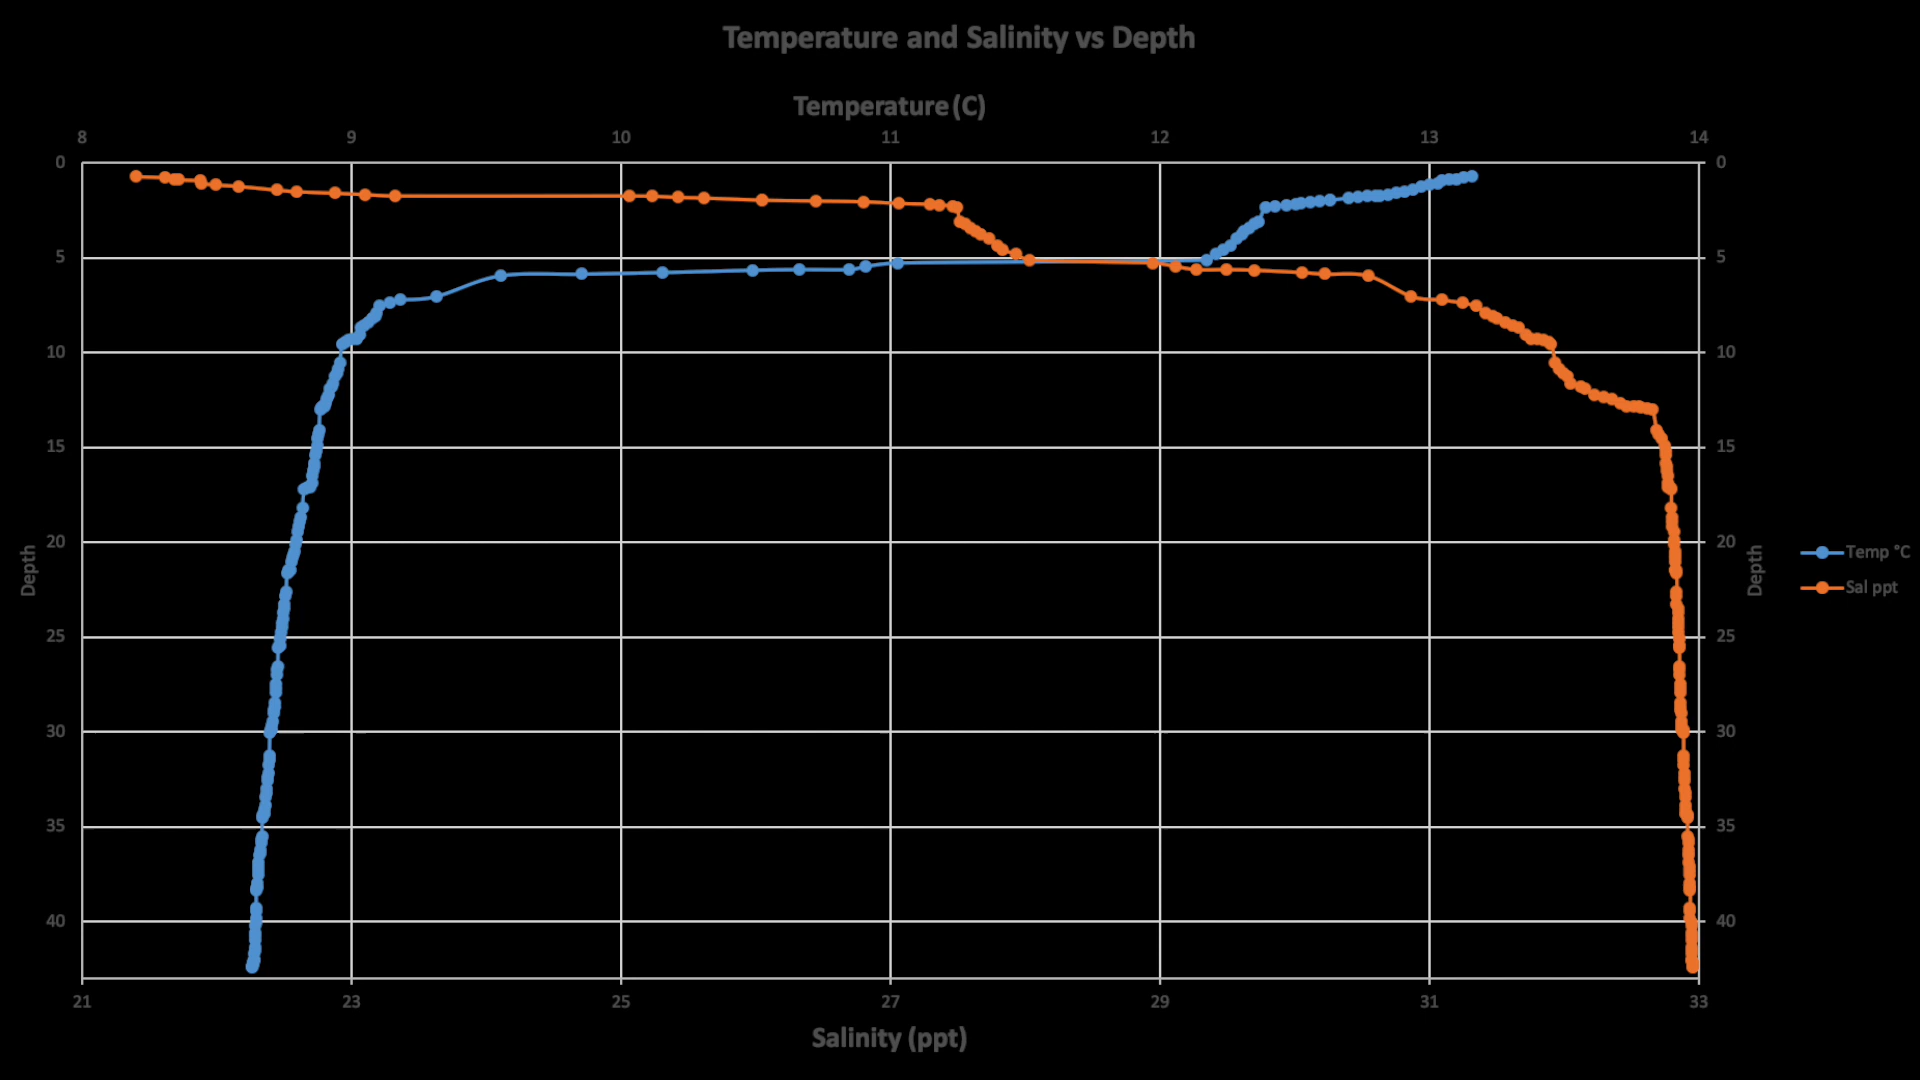 Temperature and Salinity vs Depth
Temperature (C)
8 9 10 11 12 13 14
0 0
5 5
10 10
15 15
20 20
Depth Depth
Temp °C
Sal ppt
25 25
30 30
35 35
40 40
21 23 25 27 29 31 33
Salinity (ppt)